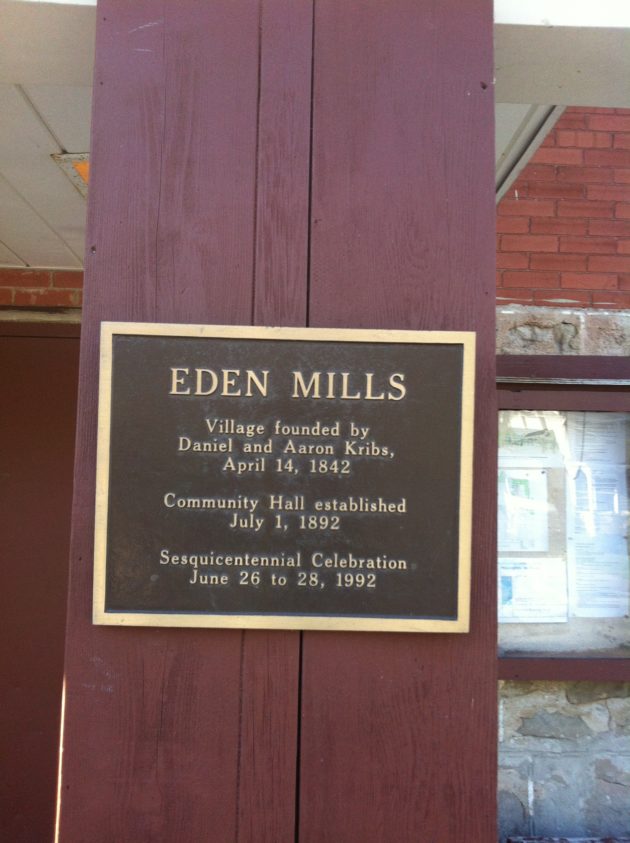 EDEN MILLS
Village founded by
Daniel and Aaron Kribs,
April 14, 1842
Community Hall established
July 1, 1892
Sesquicentennial Celebration
June 26 to 28, 1992